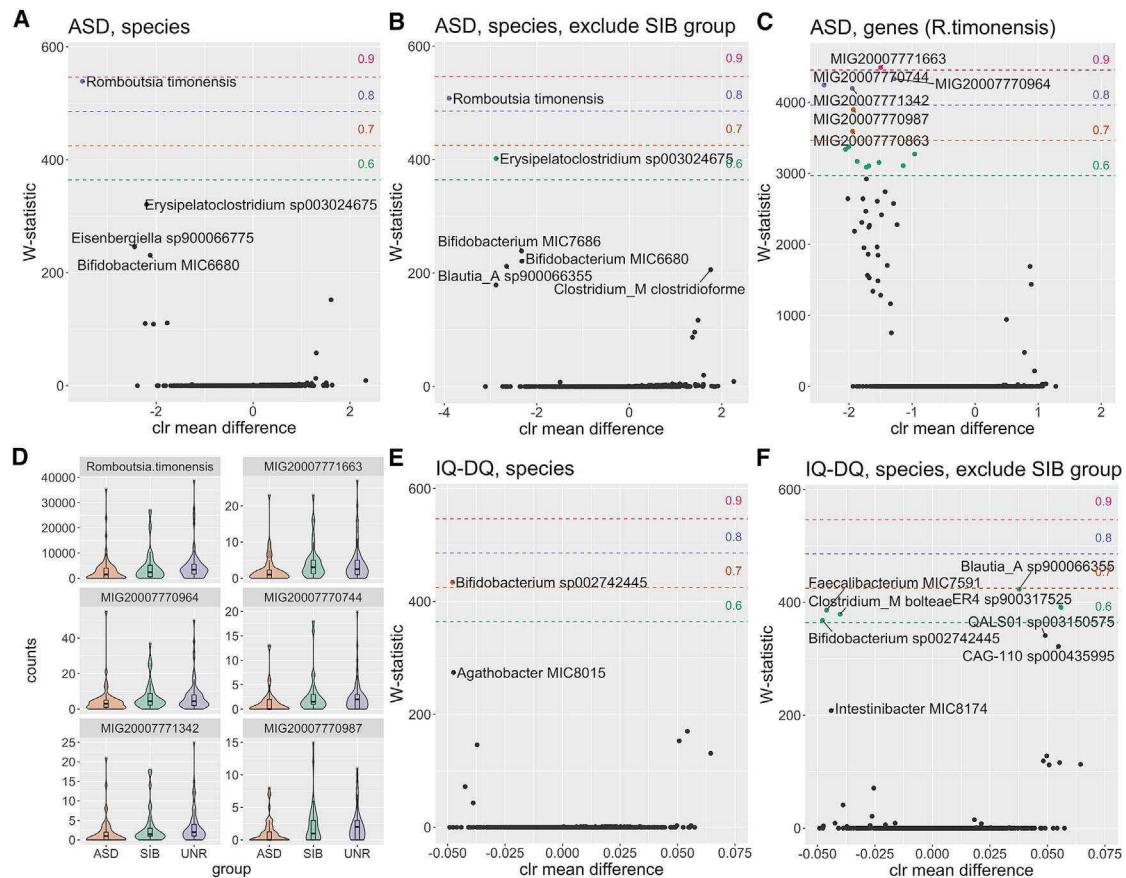 A
ASD, species
600
0.9
Romboutsia timonensis
0.8
0.7
400
0.6
Erysipelatoclostridium sp003024675
Eisenbergiella sp900066775
Bifidobacterium MIC6680
200
0
W-statistic
-2
0
2
clr mean difference
B
ASD, species, exclude SIB group
600
0.9
Romboutsia timonensis
0.8
0.7
400
Erysipelatoclostridium sp003024675
0.6
Bifidobacterium MIC7686
Bifidobacterium MIC6680
Blautia_A sp900066355
Clostridium_M clostridioforme
200
0
W-statistic
-4
-2
0
2
clr mean difference
C
ASD, genes (R.timonensis)
MIG20007771663
0.9
MIG20007770744
MIG20007770964
4000
MIG20007771342
0.8
MIG20007770987
0.7
MIG20007770863
0.6
3000
2000
1000
0
W-statistic
-2
-1
0
1
2
clr mean difference
D
Romboutsia.timonensis
MIG20007771663
40000
30000
20000
10000
0
20
10
0
MIG20007770964
MIG20007770744
60
40
20
0
20
15
10
5
0
MIG20007771342
MIG20007770987
25
20
15
10
5
0
15
10
5
0
counts
ASD
SIB
UNR
ASD
SIB
UNR
group
E
IQ-DQ, species
600
0.9
0.8
0.7
Bifidobacterium sp002742445
400
0.6
Agathobacter MIC8015
200
0
W-statistic
-0.050
-0.025
0.000
0.025
0.050
0.075
clr mean difference
F
IQ-DQ, species, exclude SIB group
600
0.9
0.8
Blautia_A sp900066355
0.7
Faecalibacterium MIC7591
ER4 sp900317525
Clostridium_M bolteae
0.6
400
QALS01 sp003150575
Bifidobacterium sp002742445
CAG-110 sp000435995
Intestinibacter MIC8174
200
0
W-statistic
-0.050
-0.025
0.000
0.025
0.050
0.075
clr mean difference